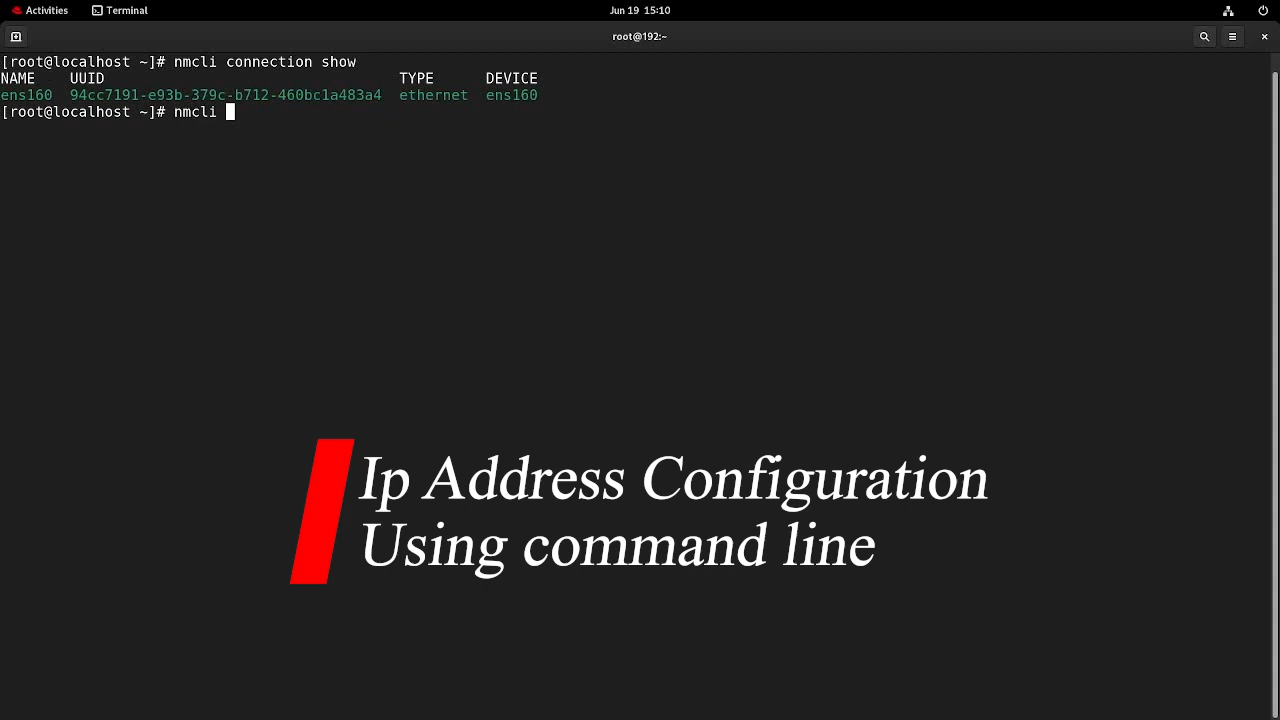 Activities Terminal Jun 19 15:10
root@192:~
[root@localhost ~]# nmcli connection show
NAME UUID TYPE DEVICE
ens160 94cc7191-e93b-379c-b712-460bc1a483a4 ethernet ens160
[root@localhost ~]# nmcli
Ip Address Configuration
Using command line